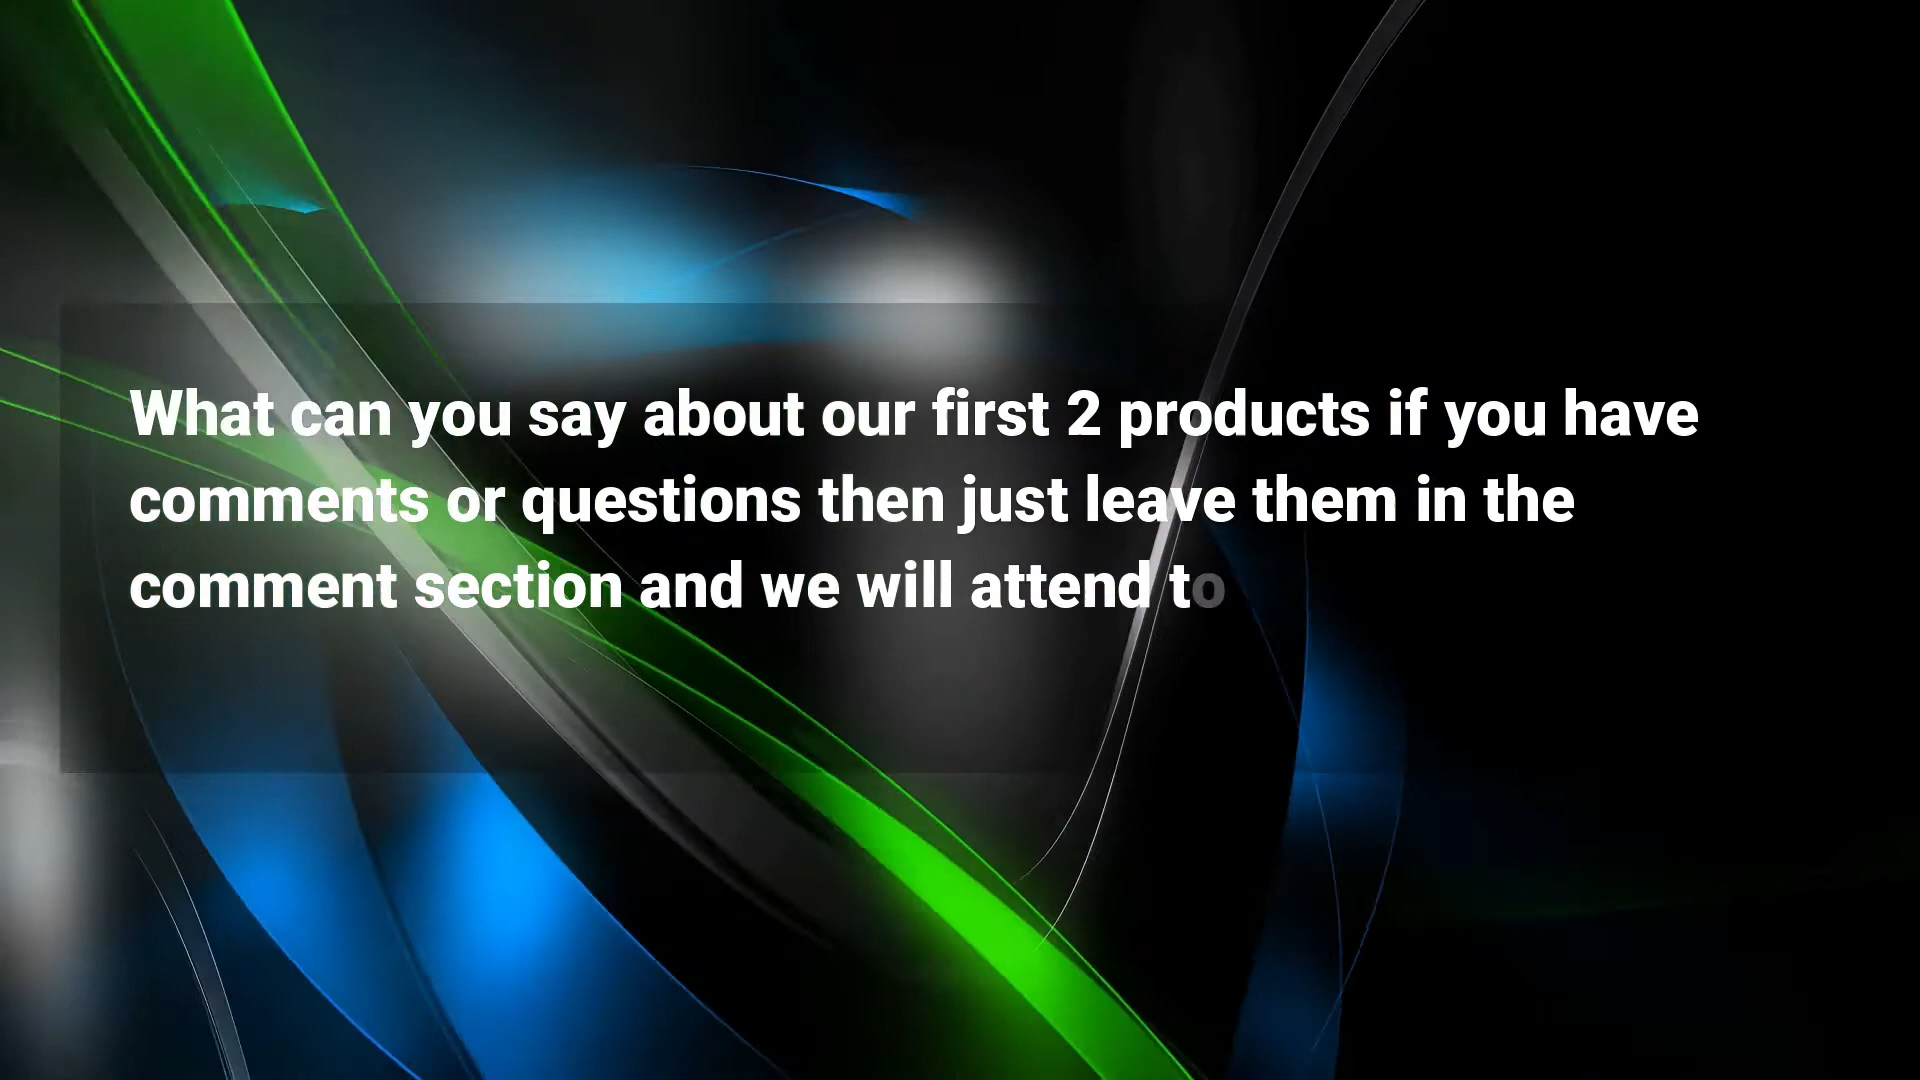 What can you say about our first 2 products if you have
comments or questions then just leave them in the
comment section and we will attend to